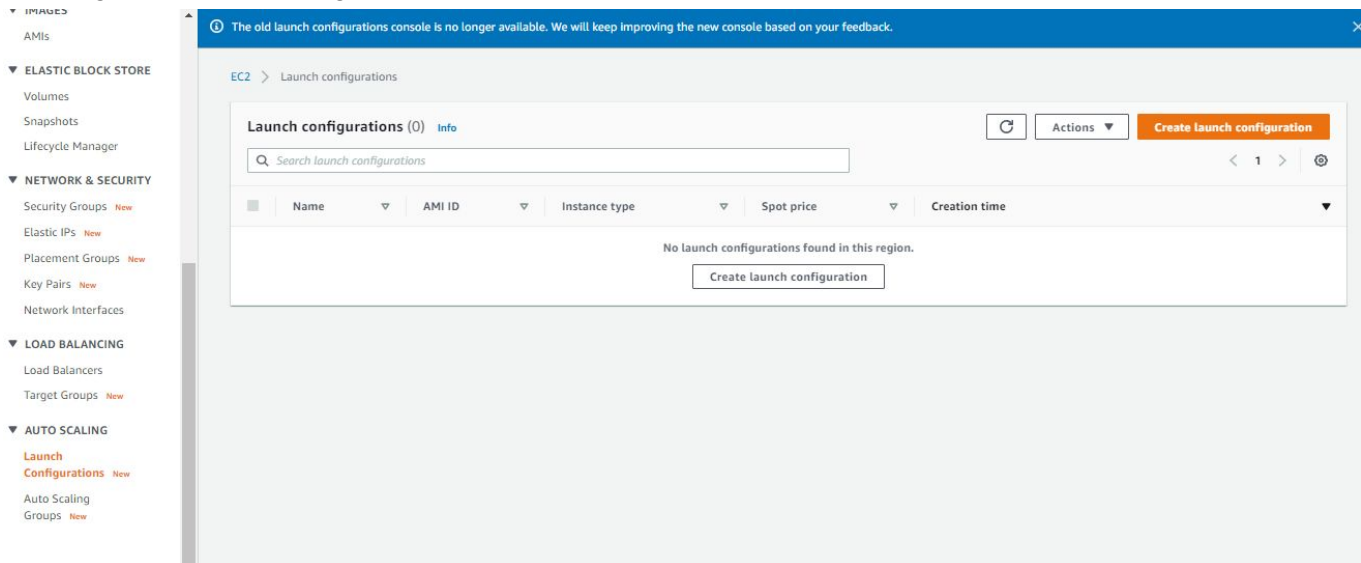 IMAGES
AMIs
ELASTIC BLOCK STORE
Volumes
Snapshots
Lifecycle Manager
NETWORK & SECURITY
Security Groups New
Elastic IPs New
Placement Groups New
Key Pairs New
Network Interfaces
LOAD BALANCING
Load Balancers
Target Groups New
AUTO SCALING
Launch
Configurations New
Auto Scaling
Groups New
The old launch configurations console is no longer available. We will keep improving the new console based on your feedback.
EC2 > Launch configurations
Launch configurations (0) Info
Actions
Create launch configuration
Search launch configurations
< 1 >
Name AMI ID Instance type Spot price Creation time
No launch configurations found in this region.
Create launch configuration